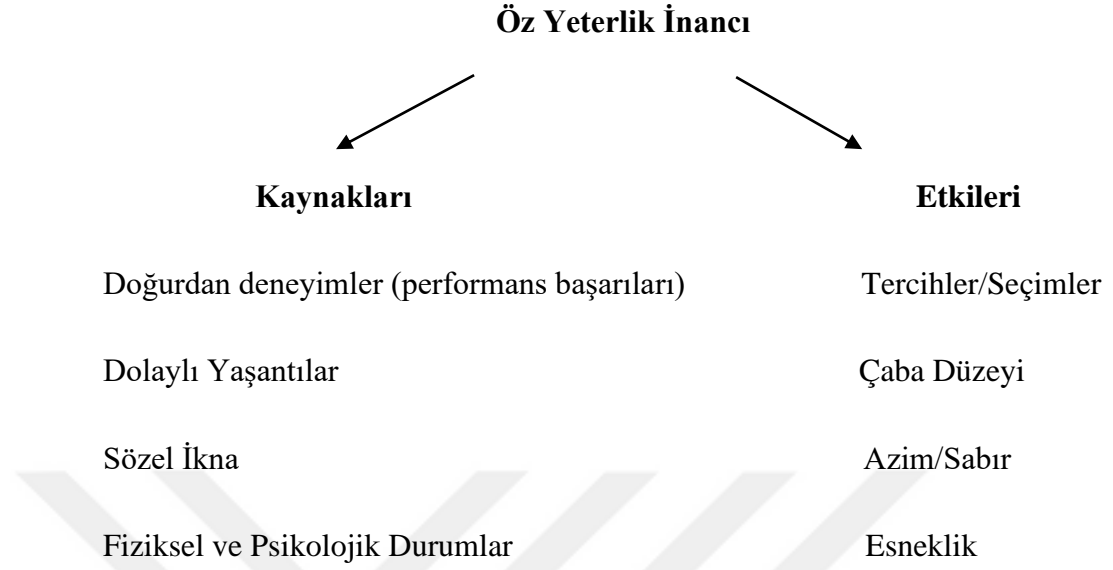 Öz Yeterlik İnancı
Kaynakları Etkileri
Doğurdan deneyimler (performans başarıları) Tercihler/Seçimler
Dolaylı Yaşantılar Çaba Düzeyi
Sözel İkna Azim/Sabır
Fiziksel ve Psikolojik Durumlar Esneklik